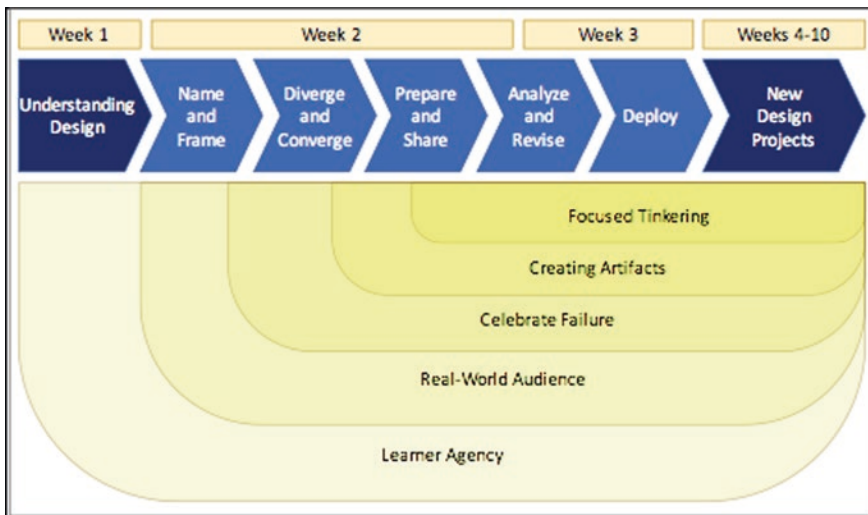 Week 1
Week 2
Week 3
Weeks 4-10
Understanding
Design
Name
and
Frame
Diverge
and
Converge
Prepare
and
Share
Analyze
and
Revise
Deploy
New
Design
Projects
Focused Tinkering
Creating Artifacts
Celebrate Failure
Real-World Audience
Learner Agency